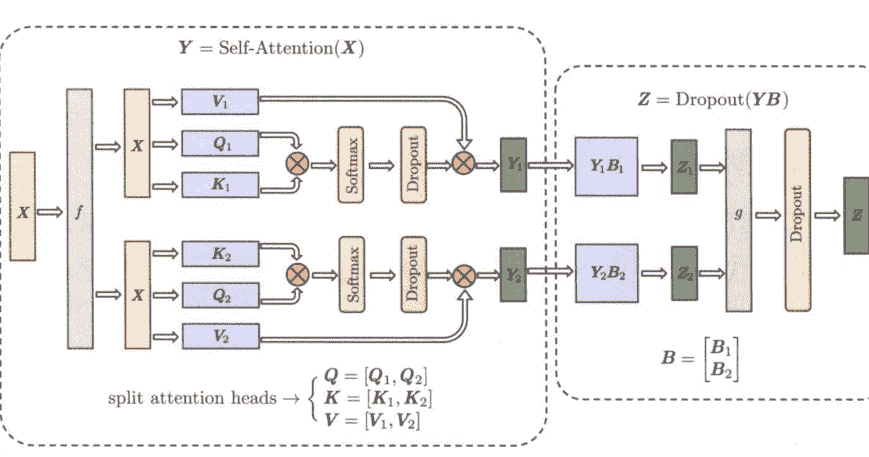 Y = Self-Attention(X)
Z = Dropout(YB)
X
f
X
V₁
Q₁
K₁
Softmax
Dropout
Y₁
Y₁B₁
Z₁
X
K₂
Q₂
V₂
Softmax
Dropout
Y₂
Y₂B₂
Z₂
g
Dropout
Z
B = [B₁
B₂]
split attention heads → { Q = [Q₁, Q₂]
K = [K₁, K₂]
V = [V₁, V₂]